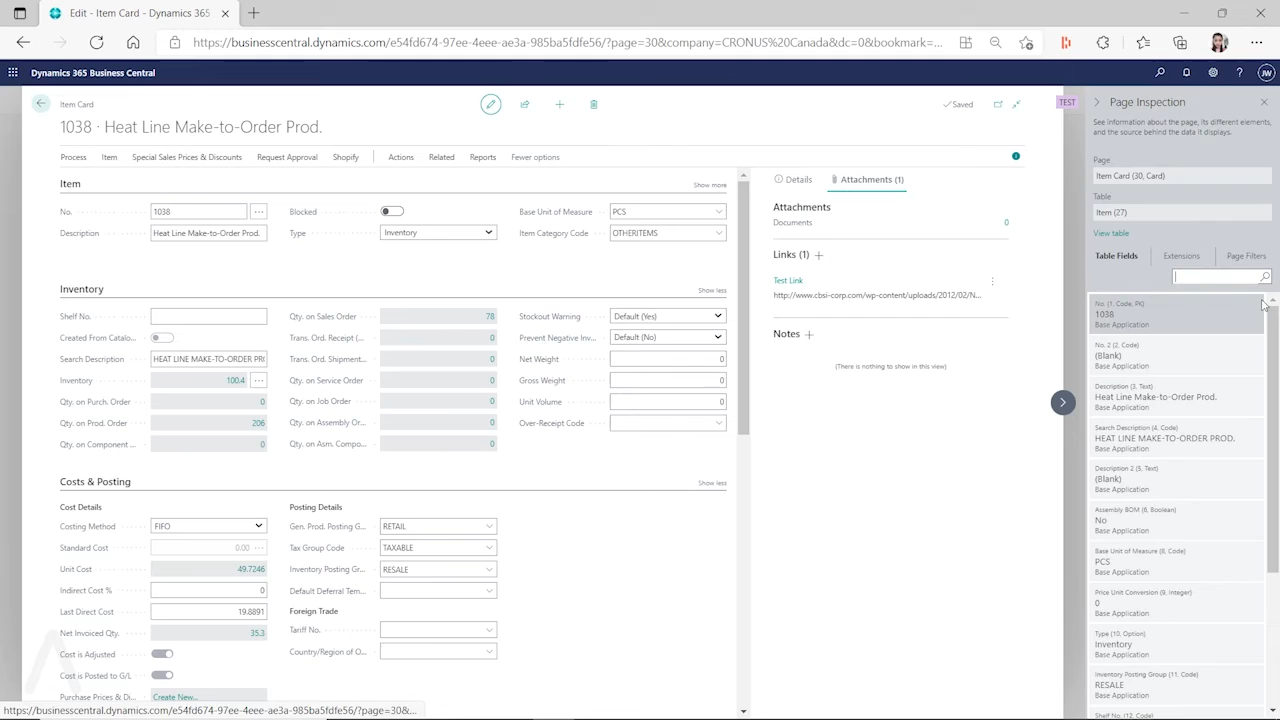 Edit - Item Card - Dynamics 365
https://businesscentral.dynamics.com/e54fd674-97ee-4eee-ae3a-985ba5fdfe56/?page=30&company=CRONUS%20Canada&dc=0&bookmark=...
Dynamics 365 Business Central
JW
Item Card
Saved
TEST
1038 · Heat Line Make-to-Order Prod.
Process Item Special Sales Prices & Discounts Request Approval Shopify Actions Related Reports Fewer options
Item
Show more
No. 1038
Description Heat Line Make-to-Order Prod.
Blocked
Type Inventory
Base Unit of Measure PCS
Item Category Code OTHERITEMS
Inventory
Show less
Shelf No.
Created From Catalo...
Search Description HEAT LINE MAKE-TO-ORDER PR
Inventory 100.4
Qty. on Purch. Order 0
Qty. on Prod. Order 206
Qty. on Component 0
Qty. on Sales Order 78
Trans. Ord. Receipt (... 0
Trans. Ord. Shipment... 0
Qty. on Service Order 0
Qty. on Job Order 0
Qty. on Assembly Or... 0
Qty. on Asm. Compo... 0
Stockout Warning Default (Yes)
Prevent Negative Inv... Default (No)
Net Weight 0
Gross Weight 0
Unit Volume 0
Over-Receipt Code
Costs & Posting
Show less
Cost Details
Costing Method FIFO
Standard Cost 0.00
Unit Cost 49.7246
Indirect Cost % 0
Last Direct Cost 19.8891
Net Invoiced Qty. 35.3
Cost is Adjusted
Cost is Posted to G/L
Purchase Prices & Di... Create New...
Posting Details
Gen. Prod. Posting G... RETAIL
Tax Group Code TAXABLE
Inventory Posting Gr... RESALE
Default Deferral Tem...
Foreign Trade
Tariff No.
Country/Region of O...
Details Attachments (1)
Attachments
Documents 0
Links (1)
Test Link
http://www.cbsi-corp.com/wp-content/uploads/2012/02/N...
Notes
(There is nothing to show in this view)
Page Inspection
See information about the page, its different elements,
and the source behind the data it displays.
Page
Item Card (30, Card)
Table
Item (27)
View table
Table Fields Extensions Page Filters
No. (1, Code, PK)
1038
Base Application
No. 2 (2, Code)
(Blank)
Base Application
Description (3, Text)
Heat Line Make-to-Order Prod.
Base Application
Search Description (4, Code)
HEAT LINE MAKE-TO-ORDER PROD.
Base Application
Description 2 (5, Text)
(Blank)
Base Application
Assembly BOM (6, Boolean)
No
Base Application
Base Unit of Measure (8, Code)
PCS
Base Application
Price Unit Conversion (9, Integer)
0
Base Application
Type (10, Option)
Inventory
Base Application
Inventory Posting Group (11, Code)
RESALE
Base Application
Shelf No. (12, Code)
https://businesscentral.dynamics.com/e54fd674-97ee-4eee-ae3a-985ba5fdfe56/?page=30&